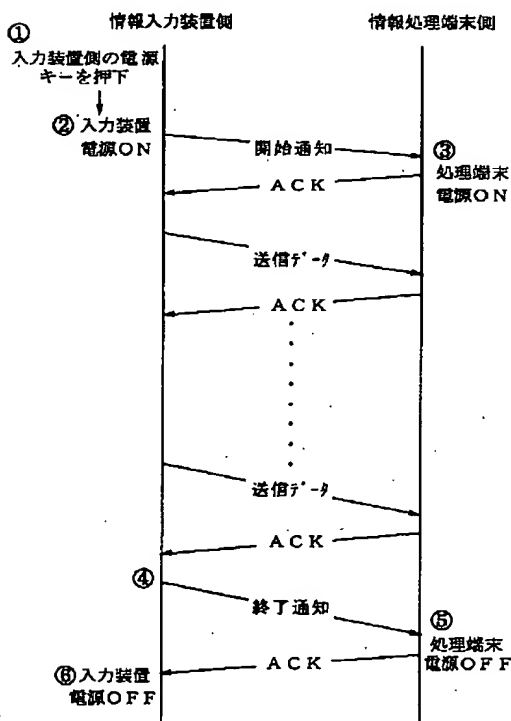 情報入力装置側
情報処理端末側
①
入力装置側の電源
キーを押下
②入力装置
電源ON
開始通知
③
処理端末
電源ON
ACK
送信データ
ACK
送信データ
ACK
④
終了通知
⑤
処理端末
電源OFF
ACK
⑥入力装置
電源OFF